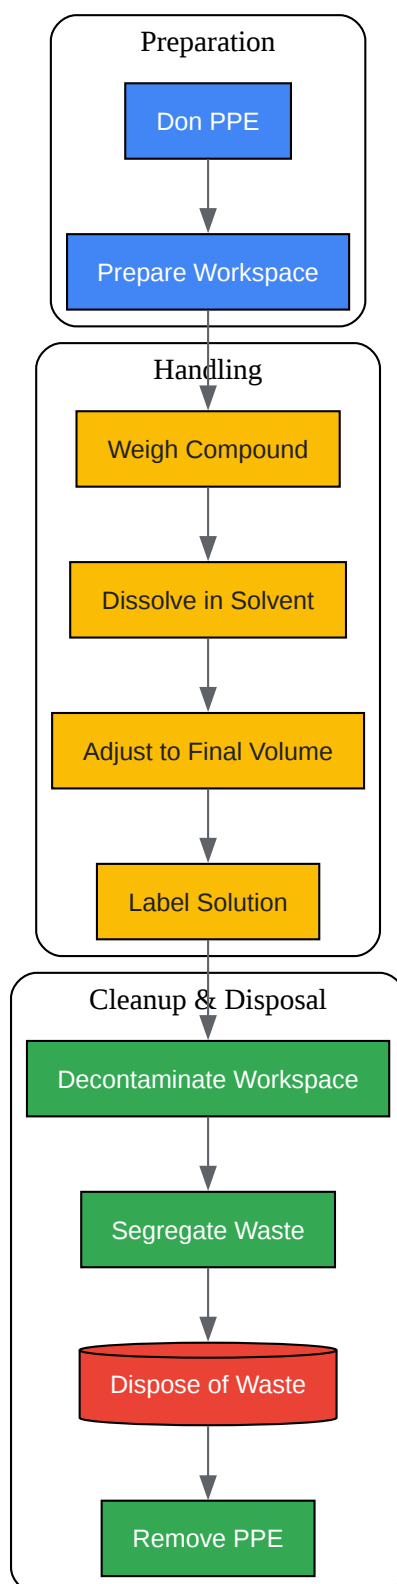 Preparation
Don PPE
Prepare Workspace
Handling
Weigh Compound
Dissolve in Solvent
Adjust to Final Volume
Label Solution
Cleanup & Disposal
Decontaminate Workspace
Segregate Waste
Dispose of Waste
Remove PPE